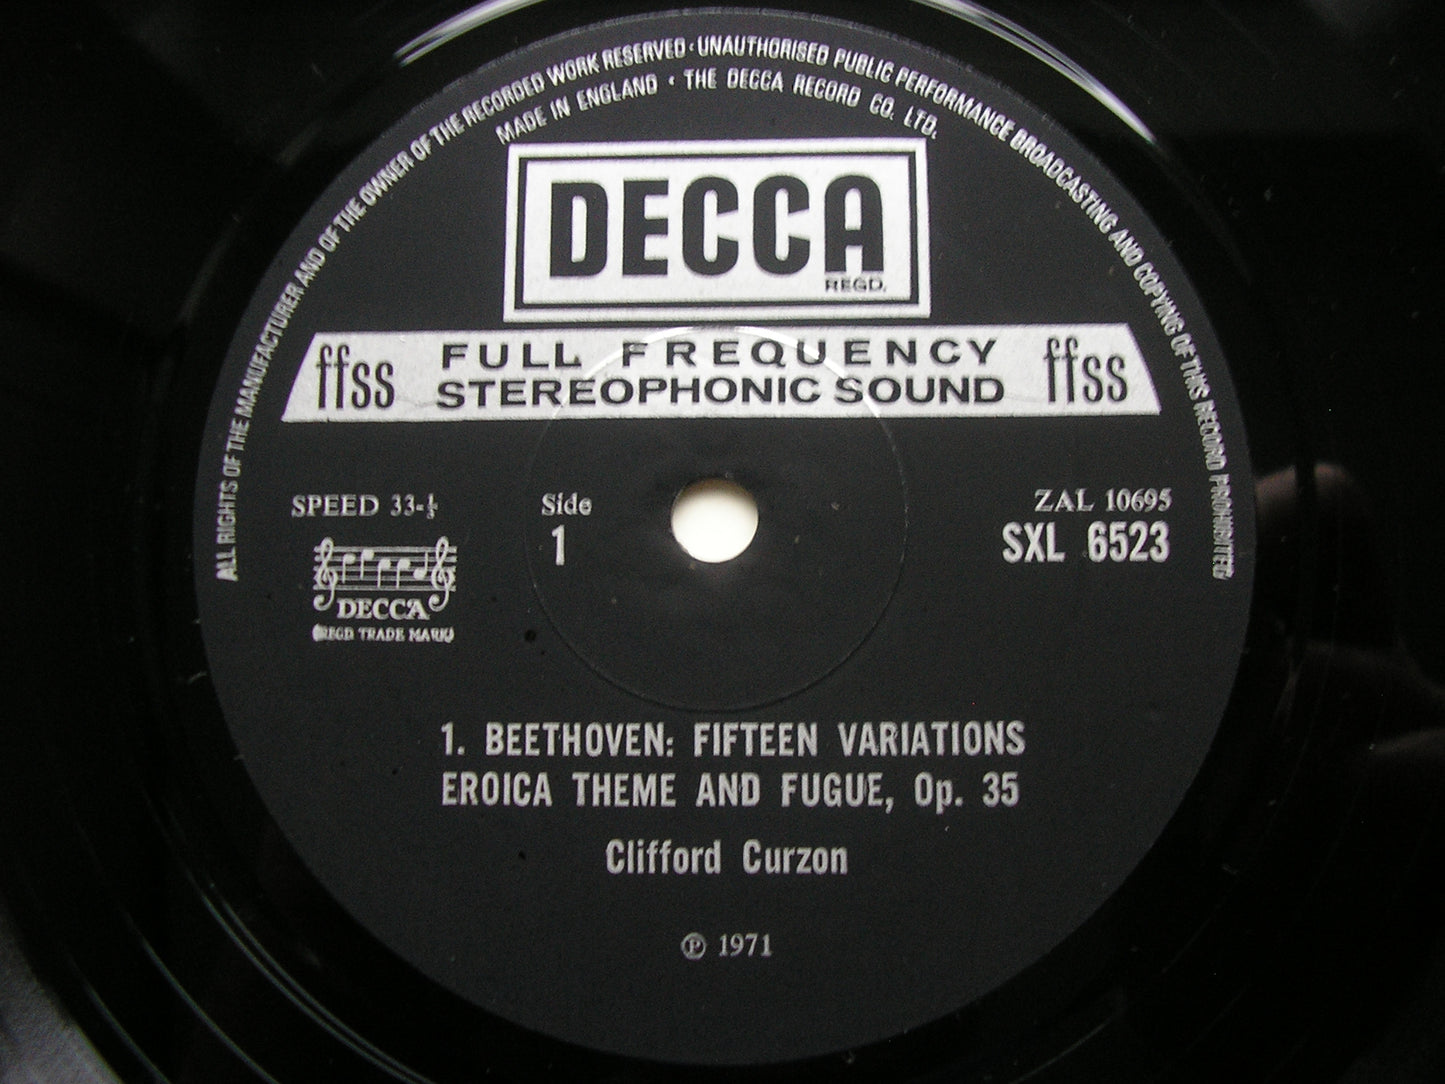 ALL RIGHTS OF THE MANUFACTURER AND OF THE OWNER OF THE RECORDED WORK RESERVED · UNAUTHORISED PUBLIC PERFORMANCE BROADCASTING AND COPYING OF THIS RECORD PROHIBITED
MADE IN ENGLAND · THE DECCA RECORD CO. LTD.
DECCA
REGD.
ffss FULL FREQUENCY ffss
STEREOPHONIC SOUND
SPEED 33-⅓ Side ZAL 10695
1 SXL 6523
DECCA
REGD TRADE MARK
1. BEETHOVEN: FIFTEEN VARIATIONS
EROICA THEME AND FUGUE, Op. 35
Clifford Curzon
℗ 1971